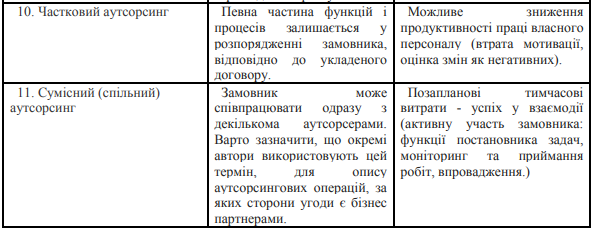 10. Частковий аутсорсинг
Певна частина функцій і
процесів залишається у
розпорядженні замовника,
відповідно до укладеного
договору.
Можливе зниження
продуктивності праці власного
персоналу (втрата мотивації,
оцінка змін як негативних).
11. Сумісний (спільний)
аутсорсинг
Замовник може
співпрацювати одразу з
декількома аутсорсерами.
Варто зазначити, що окремі
автори використовують цей
термін, для опису
аутсорсингових операцій, за
яких сторони угоди є бізнес
партнерами.
Позапланові тимчасові
витрати - успіх у взаємодії
(активну участь замовника:
функції постановника задач,
моніторинг та приймання
робіт, впровадження.)